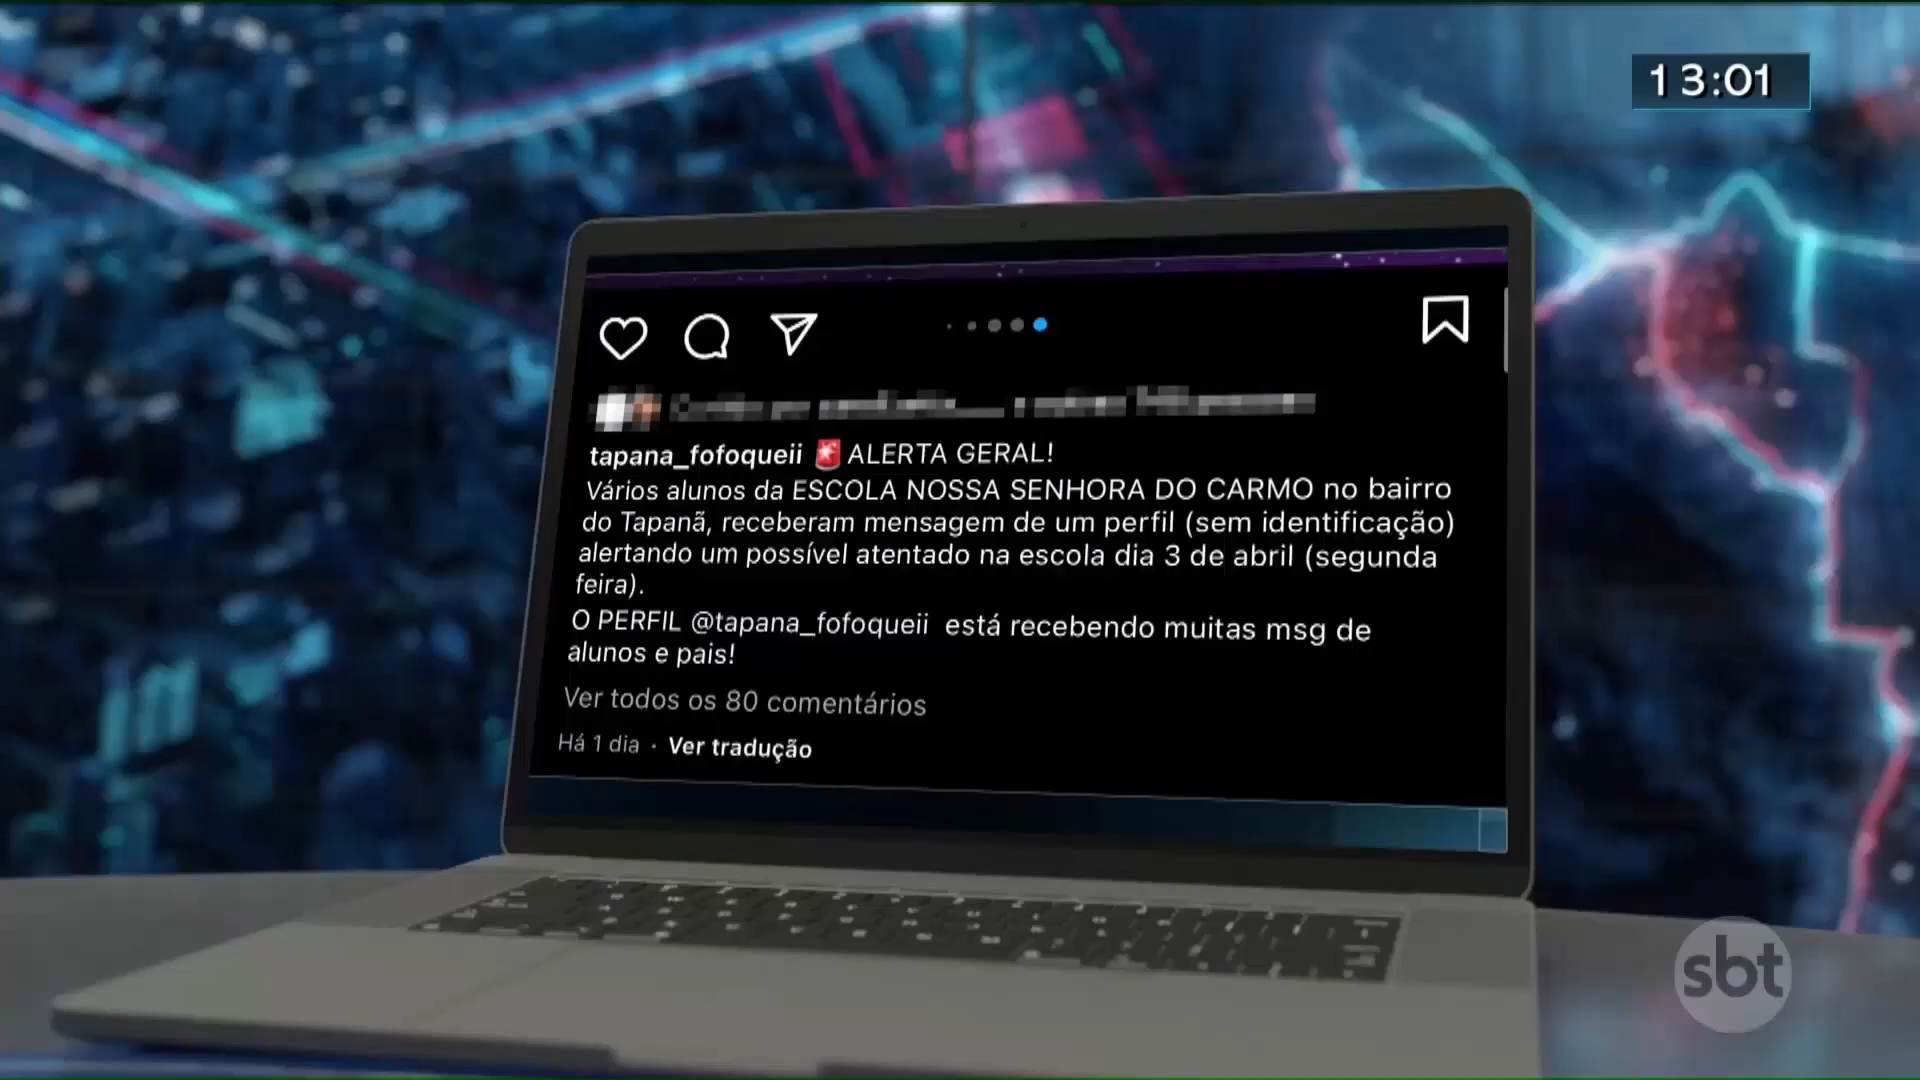 13:01
tapana_fofoqueii 🚨 ALERTA GERAL!
Vários alunos da ESCOLA NOSSA SENHORA DO CARMO no bairro
do Tapanã, receberam mensagem de um perfil (sem identificação)
alertando um possível atentado na escola dia 3 de abril (segunda
feira).
O PERFIL @tapana_fofoqueii está recebendo muitas msg de
alunos e pais!
Ver todos os 80 comentários
Há 1 dia · Ver tradução
sbt